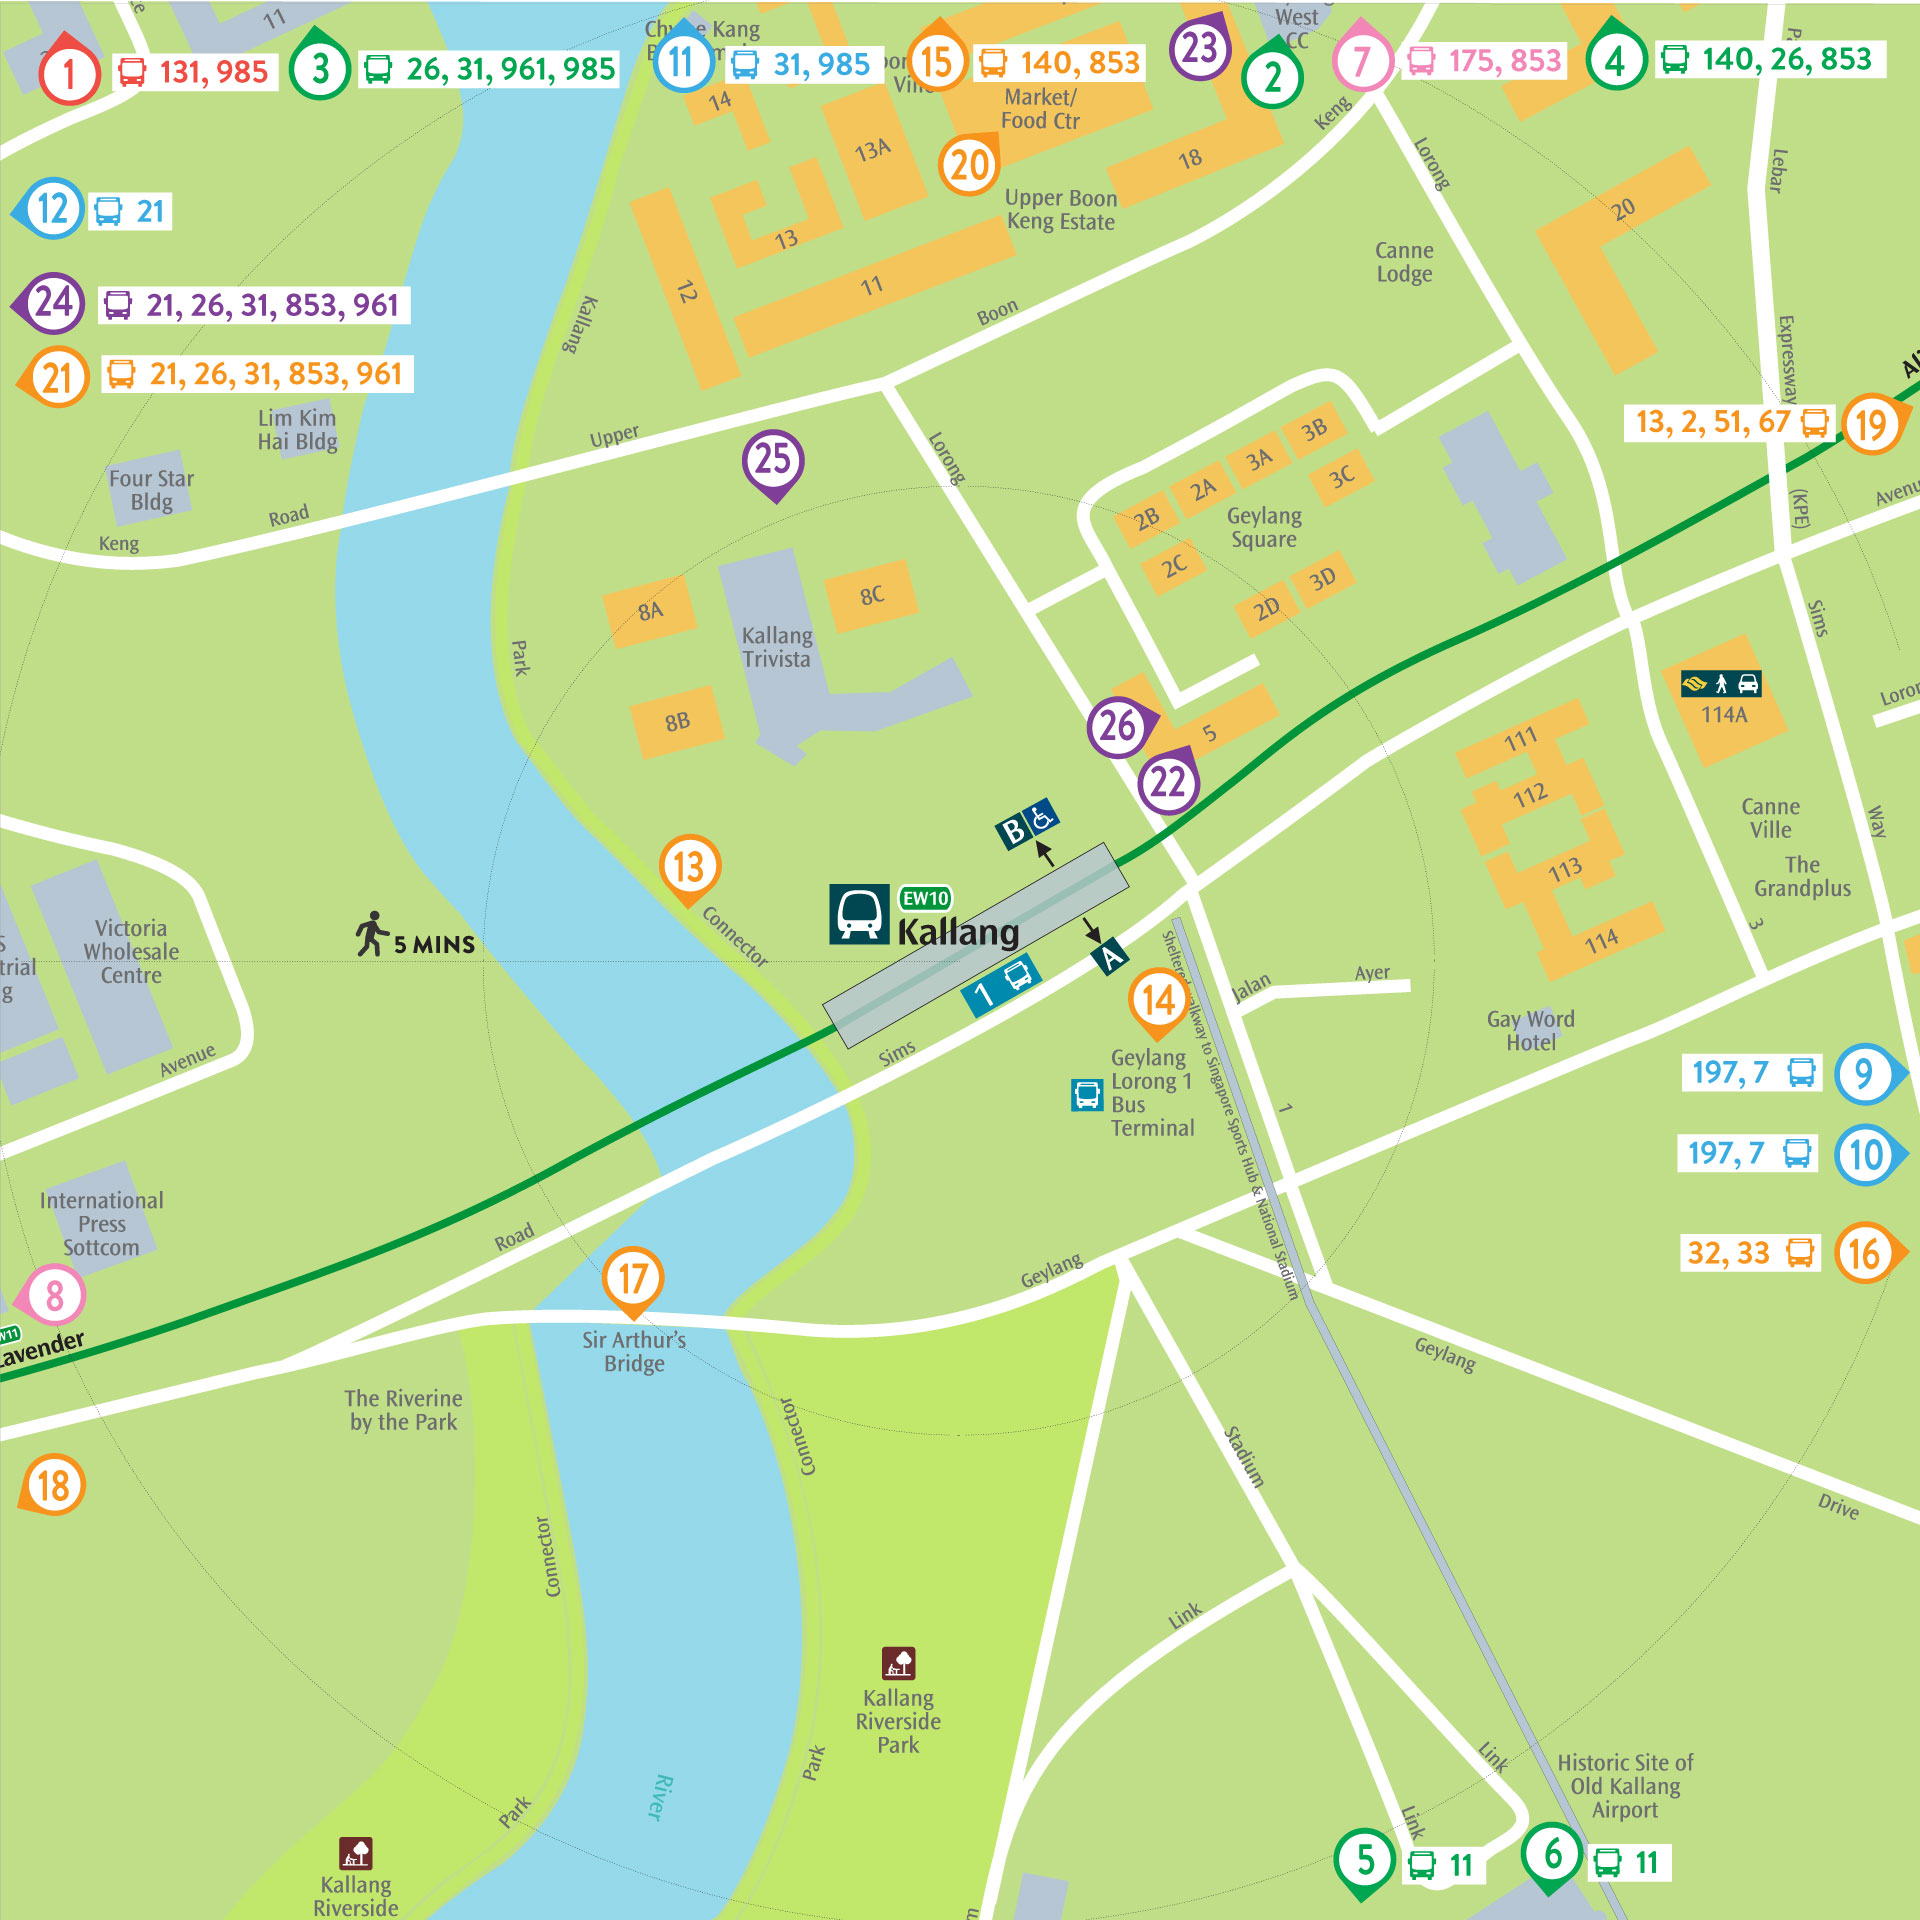 11
1
131, 985
3
26, 31, 961, 985
11
31, 985
15
140, 853
23
West
CC
2
7
175, 853
4
140, 26, 853
14
13A
Market/
Food Ctr
Keng
Lorong
Lebar
12
21
20
18
Upper Boon
Keng Estate
20
24
21, 26, 31, 853, 961
13
11
12
Canne
Lodge
Kallang
Boon
Expressway
21
21, 26, 31, 853, 961
Lim Kim
Hai Bldg
Four Star
Bldg
Upper
Road
Keng
25
Lorong
13, 2, 51, 67
19
3B
3A
3C
2A
2B
2C
Geylang
Square
3D
2D
(KPE)
Sims
8A
8C
8B
Kallang
Trivista
Park
26
5
22
114A
111
112
113
114
Canne
Ville
The
Grandplus
Way
3
B
13
Connector
EW10
Kallang
A
1
Victoria
Wholesale
Centre
5 MINS
Avenue
Sims
14
Geylang
Lorong 1
Bus
Terminal
Sheltered walkway to Singapore Sports Hub & National Stadium
Jalan
Ayer
1
Gay Word
Hotel
197, 7
9
197, 7
10
32, 33
16
International
Press
Sottcom
8
Lavender
Road
17
Sir Arthur's
Bridge
Geylang
Geylang
Drive
The Riverine
by the Park
18
Connector
Connector
Stadium
Link
Kallang
Riverside
Park
Park
Park
River
Link
Link
Historic Site of
Old Kallang
Airport
5
11
6
11
Kallang
Riverside